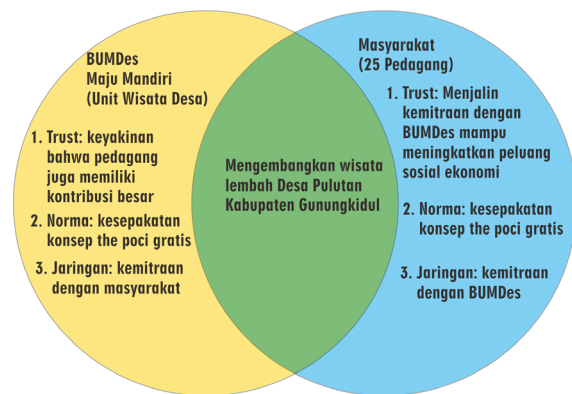 BUMDes
Maju Mandiri
(Unit Wisata Desa)
1. Trust: keyakinan
bahwa pedagang
juga memiliki
kontribusi besar
2. Norma: kesepakatan
konsep the poci gratis
3. Jaringan: kemitraan
dengan masyarakat
Mengembangkan wisata
lembah Desa Pulutan
Kabupaten Gunungkidul
Masyarakat
(25 Pedagang)
1. Trust: Menjalin
kemitraan dengan
BUMDes mampu
meningkatkan peluang
sosial ekonomi
2. Norma: kesepakatan
konsep the poci gratis
3. Jaringan: kemitraan
dengan BUMDes